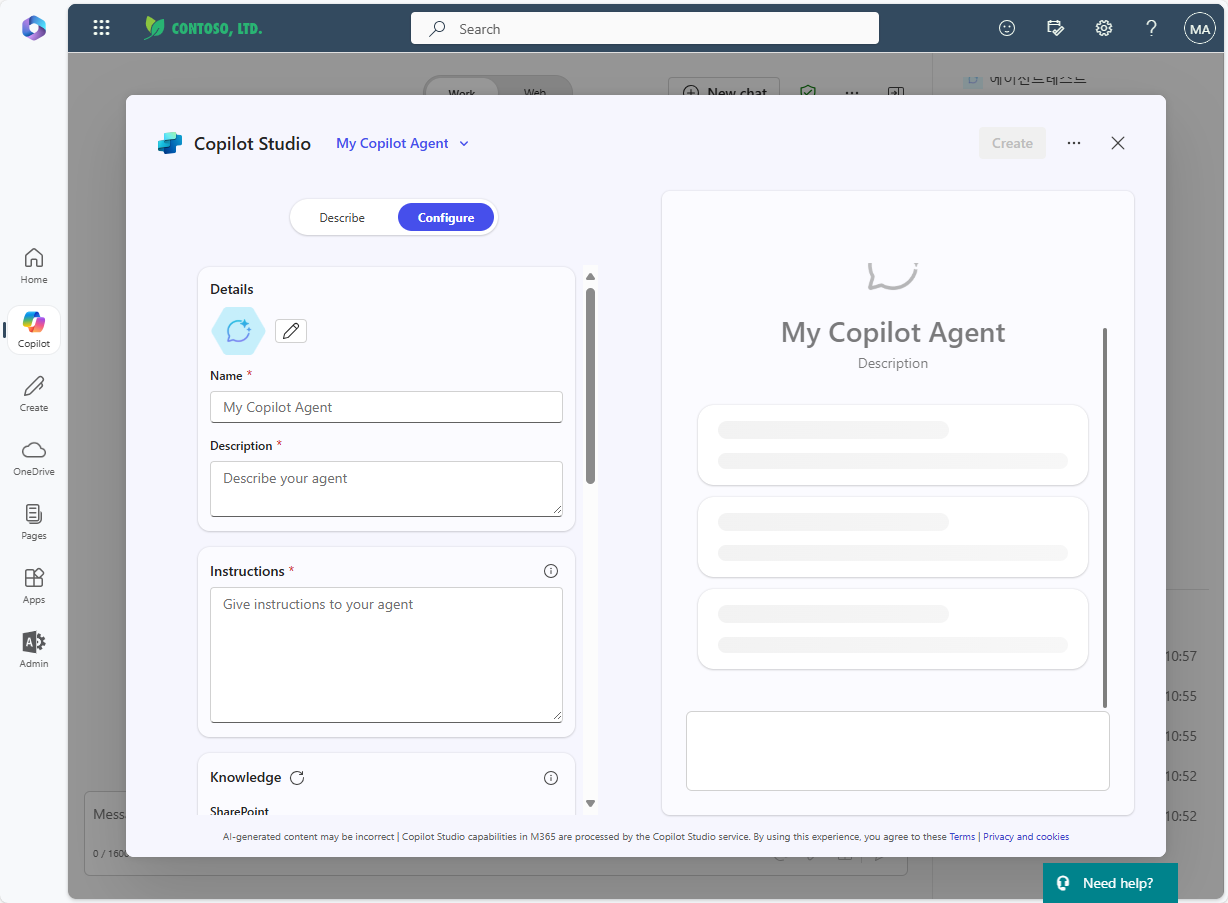 CONTOSO, LTD.
Search
MA
Work
Web
New chat
에이전트테스트
Copilot Studio
My Copilot Agent
Create
Describe
Configure
Details
Name *
My Copilot Agent
Description *
Describe your agent
Instructions *
Give instructions to your agent
Knowledge
SharePoint
My Copilot Agent
Description
AI-generated content may be incorrect | Copilot Studio capabilities in M365 are processed by the Copilot Studio service. By using this experience, you agree to these Terms | Privacy and cookies
Home
Copilot
Create
OneDrive
Pages
Apps
Admin
10:57
10:55
10:55
10:52
10:52
Mess
0 / 1600
Need help?